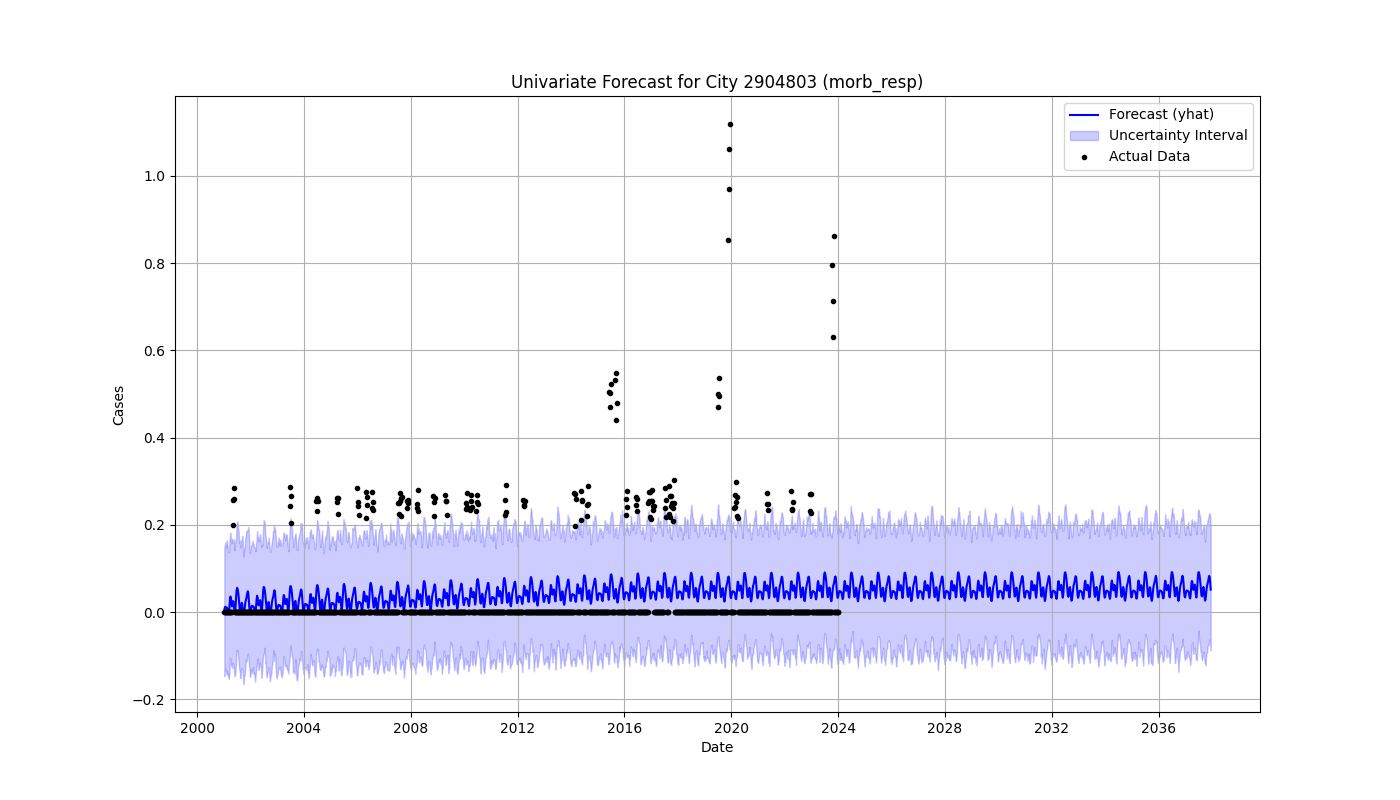 Univariate Forecast for City 2904803 (morb_resp)
Forecast (yhat)
Uncertainty Interval
Actual Data
Cases
1.0
0.8
0.6
0.4
0.2
0.0
−0.2
2000 2004 2008 2012 2016 2020 2024 2028 2032 2036
Date